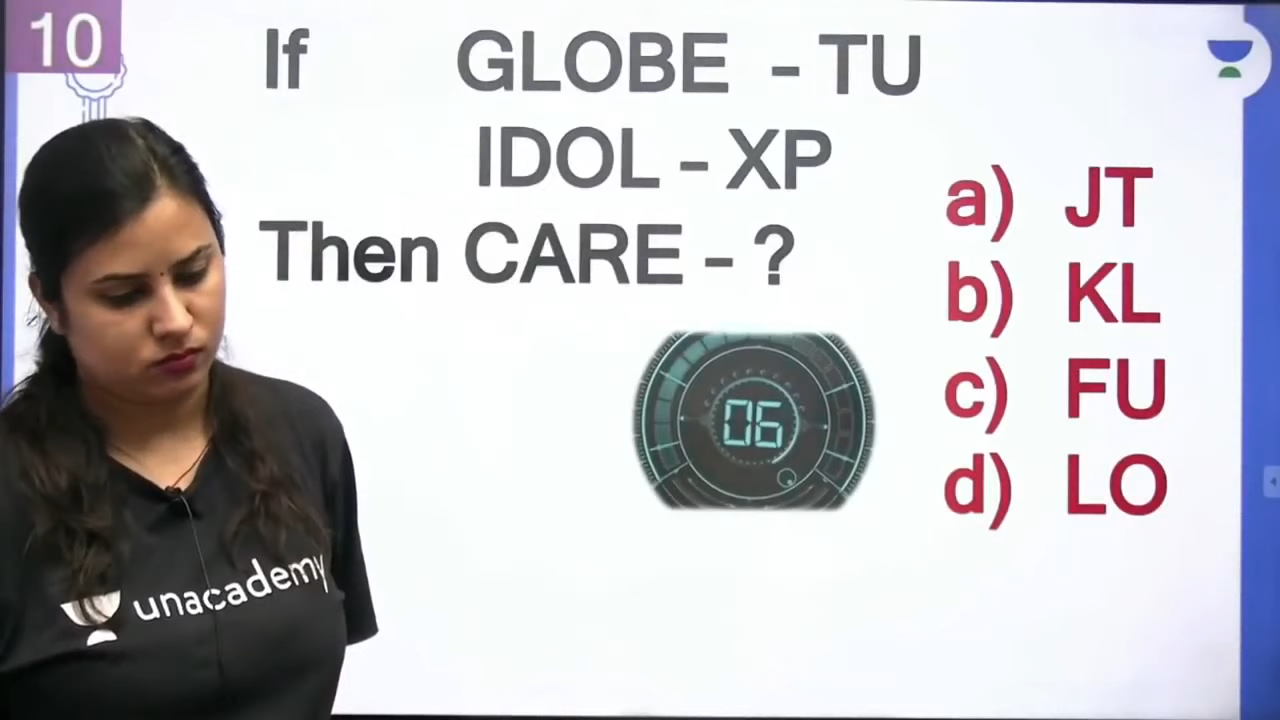 10
If GLOBE - TU
IDOL - XP
Then CARE - ?
a) JT
b) KL
c) FU
d) LO
06
unacademy